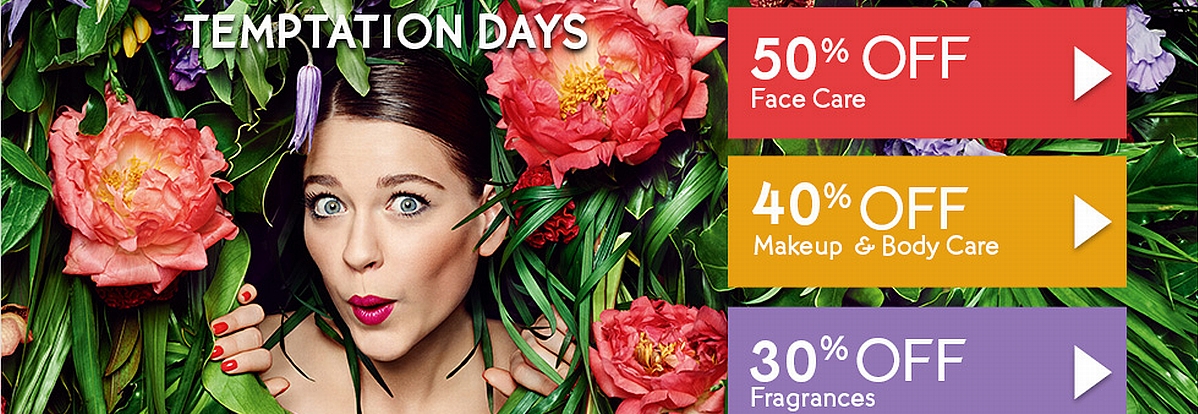 TEMPTATION DAYS
50% OFF
Face Care
40% OFF
Makeup & Body Care
30% OFF
Fragrances